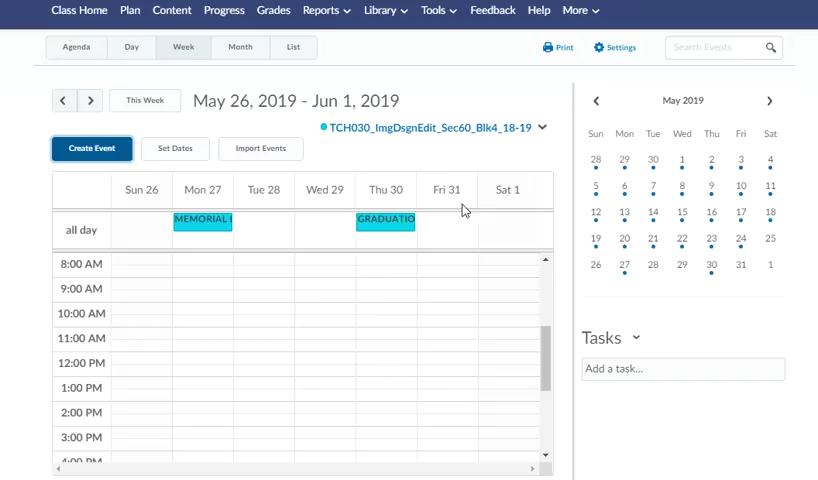 Class Home Plan Content Progress Grades Reports Library Tools Feedback Help More
Agenda Day Week Month List
Print Settings Search Events
This Week May 26, 2019 - Jun 1, 2019
TCH030_ImgDsgnEdit_Sec60_Blk4_18-19
Create Event Set Dates Import Events
Sun 26 Mon 27 Tue 28 Wed 29 Thu 30 Fri 31 Sat 1
all day MEMORIAL GRADUATIO
8:00 AM
9:00 AM
10:00 AM
11:00 AM
12:00 PM
1:00 PM
2:00 PM
3:00 PM
4:00 PM
May 2019
Sun Mon Tue Wed Thu Fri Sat
28 29 30 1 2 3 4
5 6 7 8 9 10 11
12 13 14 15 16 17 18
19 20 21 22 23 24 25
26 27 28 29 30 31 1
Tasks
Add a task...